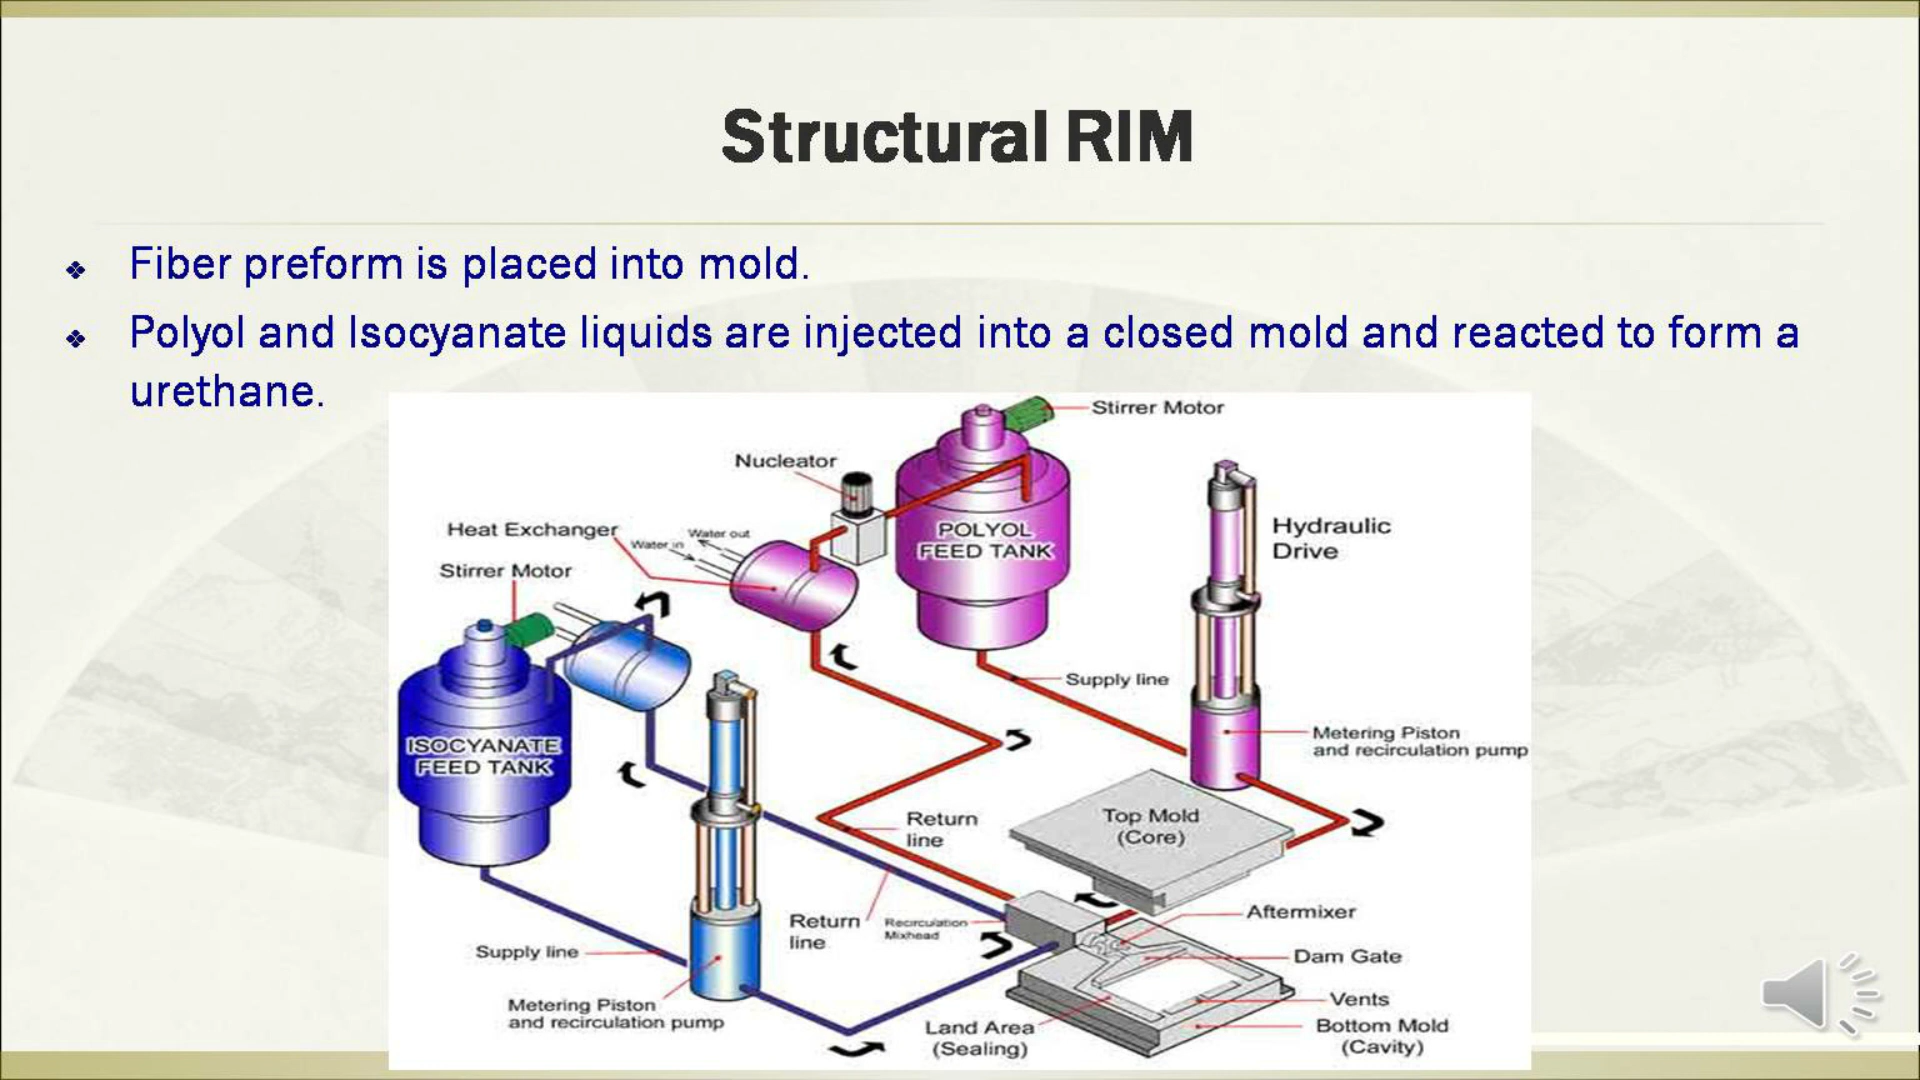 Structural RIM
Fiber preform is placed into mold.
Polyol and Isocyanate liquids are injected into a closed mold and reacted to form a
urethane.
Stirrer Motor
Nucleator
Heat Exchanger
Water in
Water out
POLYOL
FEED TANK
Hydraulic
Drive
Stirrer Motor
Supply line
ISOCYANATE
FEED TANK
Metering Piston
and recirculation pump
Return
line
Top Mold
(Core)
Return
line
Recirculation
Mixhead
Aftermixer
Supply line
Dam Gate
Metering Piston
and recirculation pump
Vents
Land Area
(Sealing)
Bottom Mold
(Cavity)